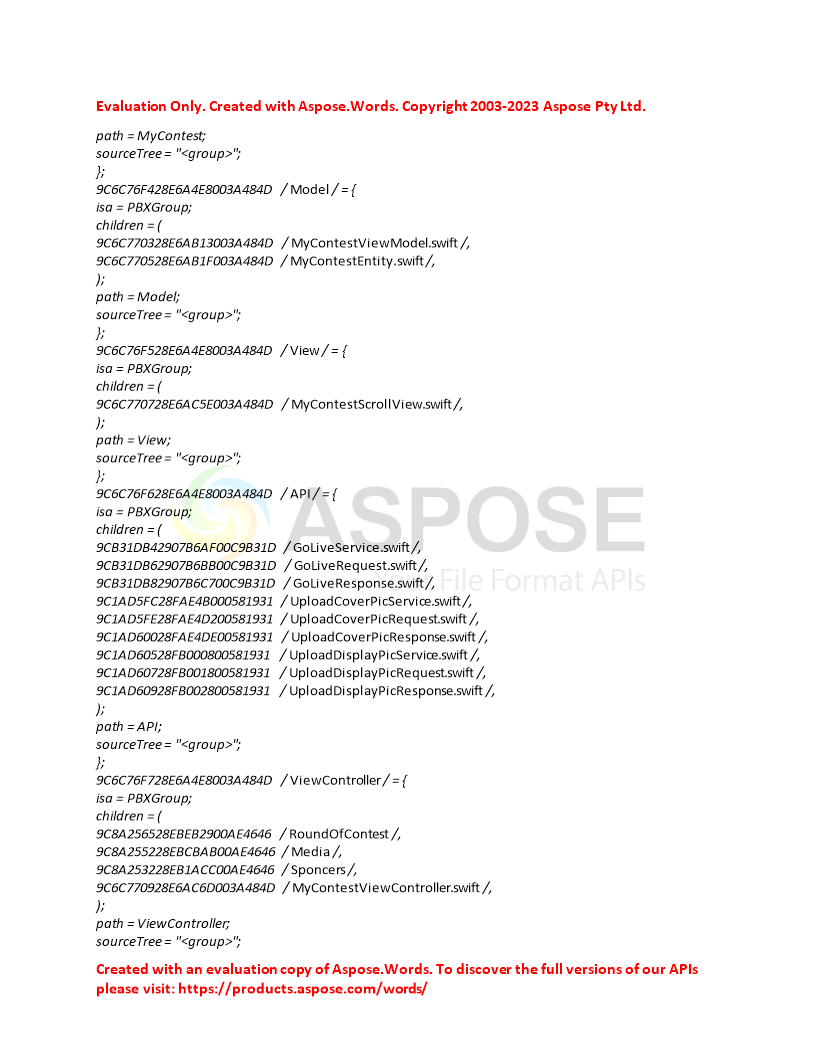 Evaluation Only. Created with Aspose.Words. Copyright 2003-2023 Aspose Pty Ltd.
path = MyContest;
sourceTree = "<group>";
};
9C6C76F428E6A4E8003A484D / Model / = {
isa = PBXGroup;
children = (
9C6C770328E6AB13003A484D / MyContestViewModel.swift /,
9C6C770528E6AB1F003A484D / MyContestEntity.swift /,
);
path = Model;
sourceTree = "<group>";
};
9C6C76F528E6A4E8003A484D / View / = {
isa = PBXGroup;
children = (
9C6C770728E6AC5E003A484D / MyContestScrollView.swift /,
);
path = View;
sourceTree = "<group>";
};
9C6C76F628E6A4E8003A484D / API / = {
isa = PBXGroup;
children = (
9CB31DB42907B6AF00C9B31D / GoLiveService.swift /,
9CB31DB62907B6BB00C9B31D / GoLiveRequest.swift /,
9CB31DB82907B6C700C9B31D / GoLiveResponse.swift /,
9C1AD5FC28FAE4B000581931 / UploadCoverPicService.swift /,
9C1AD5FE28FAE4D200581931 / UploadCoverPicRequest.swift /,
9C1AD60028FAE4DE00581931 / UploadCoverPicResponse.swift /,
9C1AD60528FB000800581931 / UploadDisplayPicService.swift /,
9C1AD60728FB001800581931 / UploadDisplayPicRequest.swift /,
9C1AD60928FB002800581931 / UploadDisplayPicResponse.swift /,
);
path = API;
sourceTree = "<group>";
};
9C6C76F728E6A4E8003A484D / ViewController / = {
isa = PBXGroup;
children = (
9C8A256528EBEB2900AE4646 / RoundOfContest /,
9C8A255228EBCBAB00AE4646 / Media /,
9C8A253228EB1ACC00AE4646 / Sponcers /,
9C6C770928E6AC6D003A484D / MyContestViewController.swift /,
);
path = ViewController;
sourceTree = "<group>";
Created with an evaluation copy of Aspose.Words. To discover the full versions of our APIs
please visit: https://products.aspose.com/words/
ASPOSE
Your File Format APIs